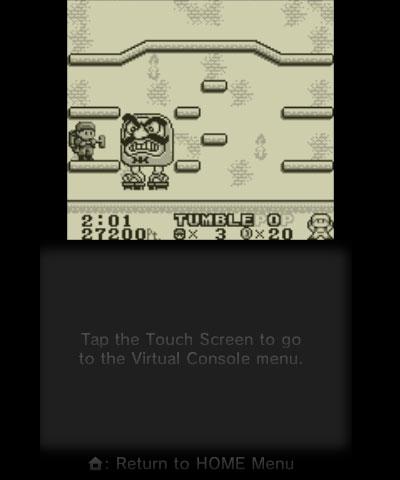 2:01 TUMBLE 0 POP
27200Pt × 3 ×20
Tap the Touch Screen to go
to the Virtual Console menu.
: Return to HOME Menu